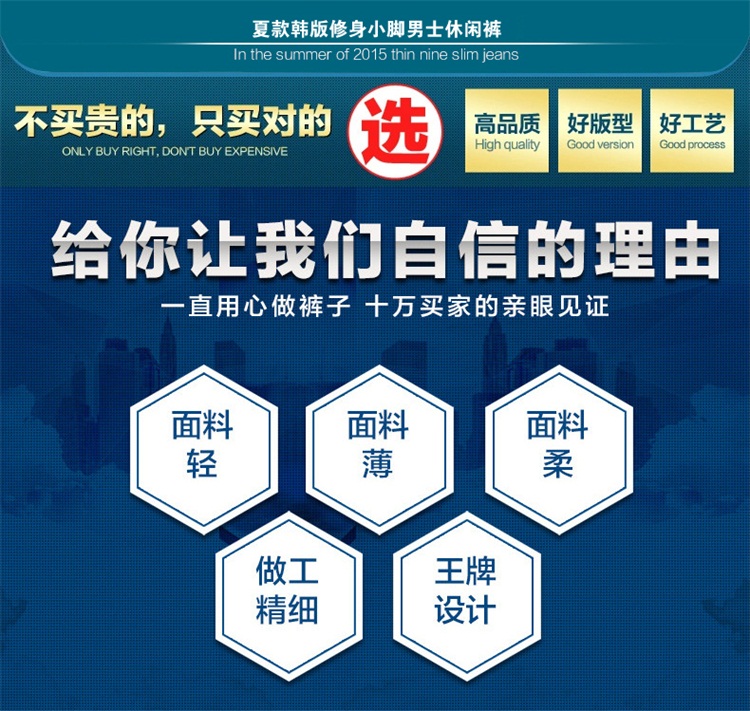 夏款韩版修身小脚男士休闲裤
In the summer of 2015 thin nine slim jeans
不买贵的，只买对的
ONLY BUY RIGHT, DON'T BUY EXPENSIVE
选
高品质
High quality
好版型
Good version
好工艺
Good process
给你让我们自信的理由
一直用心做裤子 十万买家的亲眼见证
面料
轻
面料
薄
面料
柔
做工
精细
王牌
设计